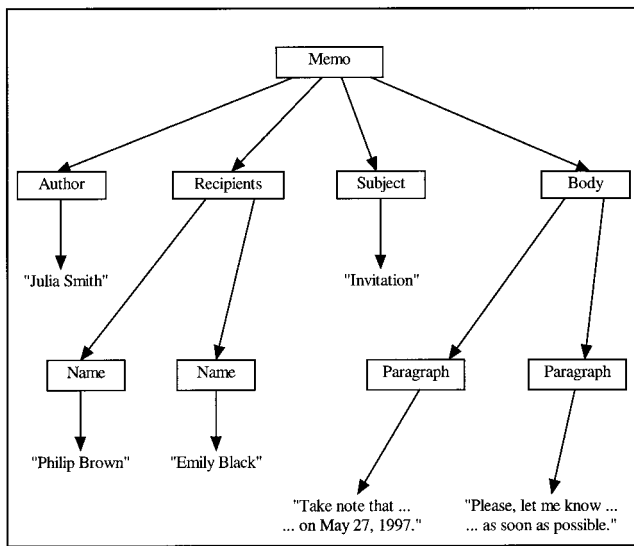 Memo
Author
Recipients
Subject
Body
"Julia Smith"
"Invitation"
Name
Name
Paragraph
Paragraph
"Philip Brown"
"Emily Black"
"Take note that ...
... on May 27, 1997."
"Please, let me know ...
... as soon as possible."